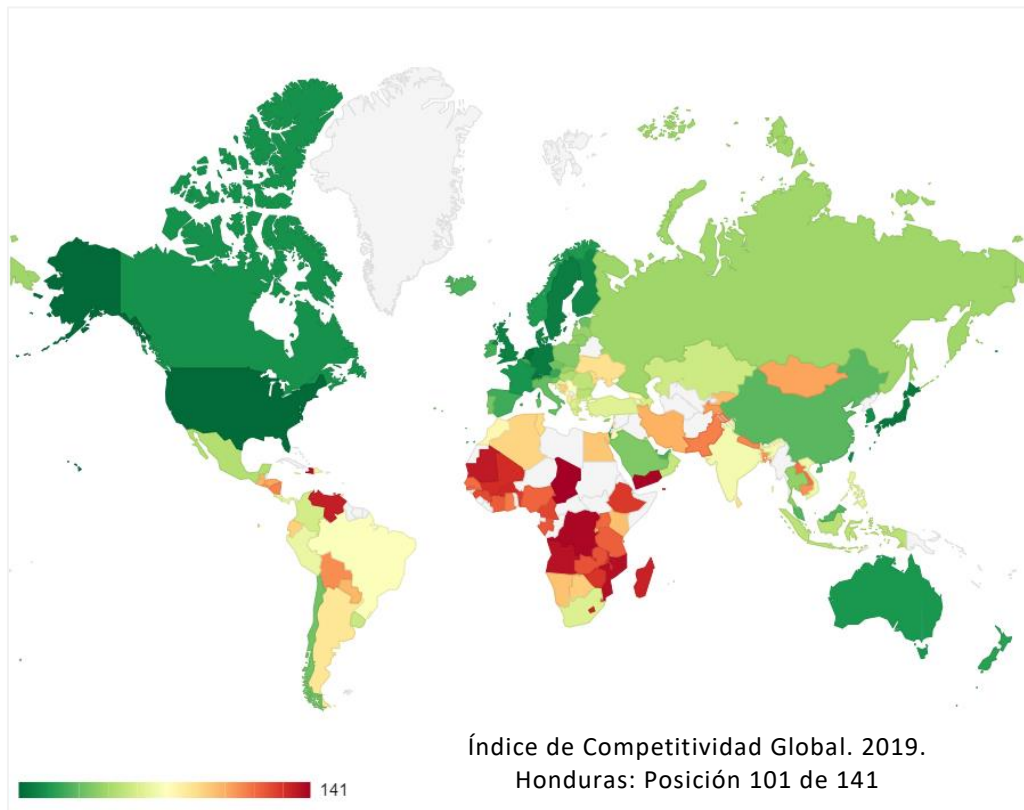 141
Índice de Competitividad Global. 2019.
Honduras: Posición 101 de 141